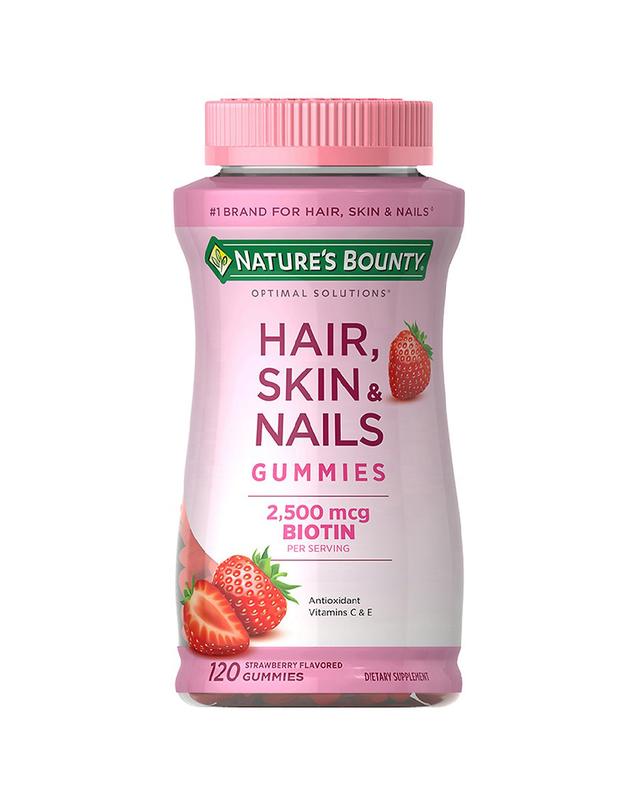 #1 BRAND FOR HAIR, SKIN & NAILS◊
NATURE'S BOUNTY®
OPTIMAL SOLUTIONS®
HAIR,
SKIN &
NAILS
GUMMIES
2,500 mcg
BIOTIN
PER SERVING
Antioxidant
Vitamins C & E
120 STRAWBERRY FLAVORED
GUMMIES
DIETARY SUPPLEMENT